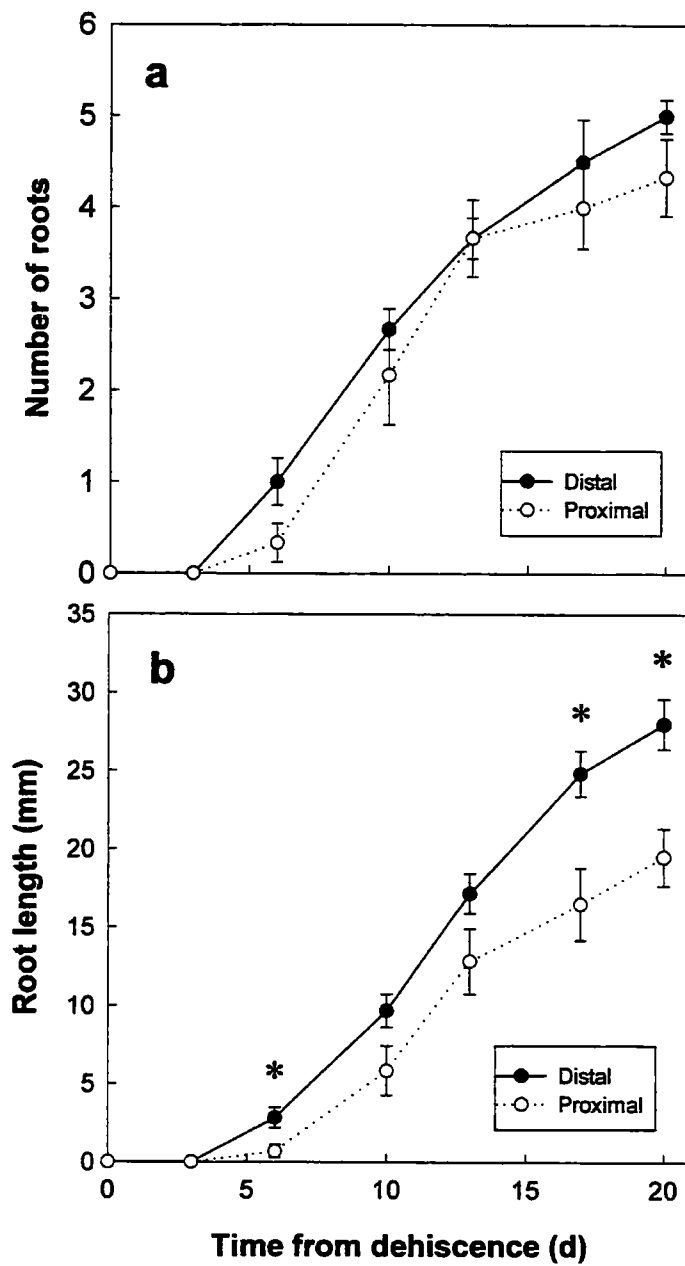 6
a
5
4
3
2
1
0
Number of roots
Distal
Proximal
35
b
30
25
20
15
10
5
0
Root length (mm)
*
*
*
Distal
Proximal
0 5 10 15 20
Time from dehiscence (d)